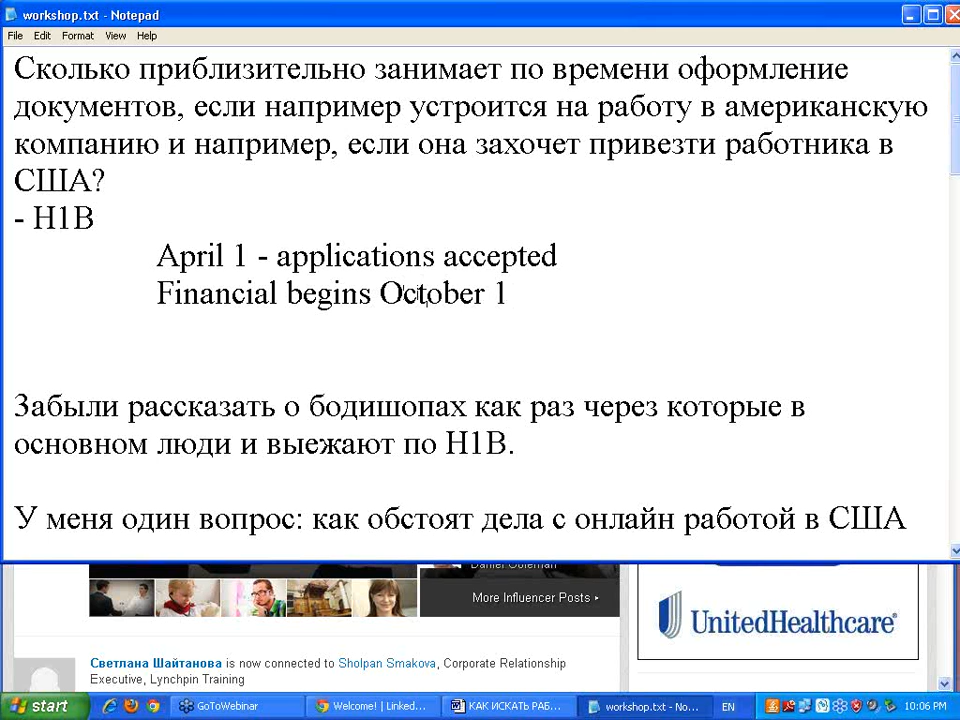 workshop.txt - Notepad
File Edit Format View Help
Сколько приблизительно занимает по времени оформление
документов, если например устроится на работу в американскую
компанию и например, если она захочет привезти работника в
США?
- H1B
April 1 - applications accepted
Financial begins October 1
Забыли рассказать о бодишопах как раз через которые в
основном люди и выежают по H1B.
У меня один вопрос: как обстоят дела с онлайн работой в США
More Influencer Posts
UnitedHealthcare®
Светлана Шайтанова is now connected to Sholpan Smakova, Corporate Relationship
Executive, Lynchpin Training
start GoToWebinar Welcome! | Linked... КАК ИСКАТЬ РАБ... workshop.txt - No... EN 10:06 PM